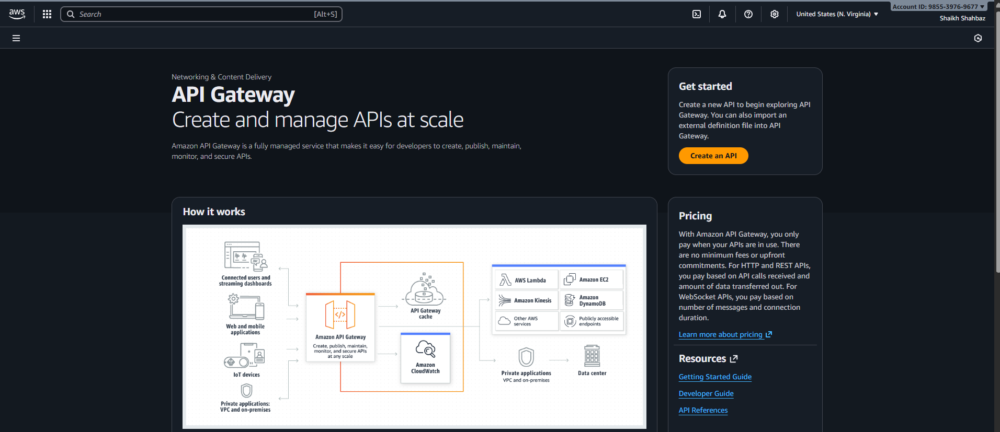 aws
Search
[Alt+S]
United States (N. Virginia)
Account ID: 9855-3976-9677
Shaikh Shahbaz
Networking & Content Delivery
API Gateway
Create and manage APIs at scale
Amazon API Gateway is a fully managed service that makes it easy for developers to create, publish, maintain,
monitor, and secure APIs.
Get started
Create a new API to begin exploring API
Gateway. You can also import an
external definition file into API
Gateway.
Create an API
How it works
Connected users and
streaming dashboards
Web and mobile
applications
IoT devices
Private applications:
VPC and on-premises
</>
Amazon API Gateway
Create, publish, maintain,
monitor, and secure APIs
at any scale
API Gateway
cache
Amazon
CloudWatch
AWS Lambda
Amazon EC2
Amazon Kinesis
Amazon
DynamoDB
Other AWS
services
Publicly accessible
endpoints
Private applications
VPC and on-premises
Data center
Pricing
With Amazon API Gateway, you only
pay when your APIs are in use. There
are no minimum fees or upfront
commitments. For HTTP and REST APIs,
you pay based on API calls received and
amount of data transferred out. For
WebSocket APIs, you pay based on
number of messages and connection
duration.
Learn more about pricing
Resources
Getting Started Guide
Developer Guide
API References